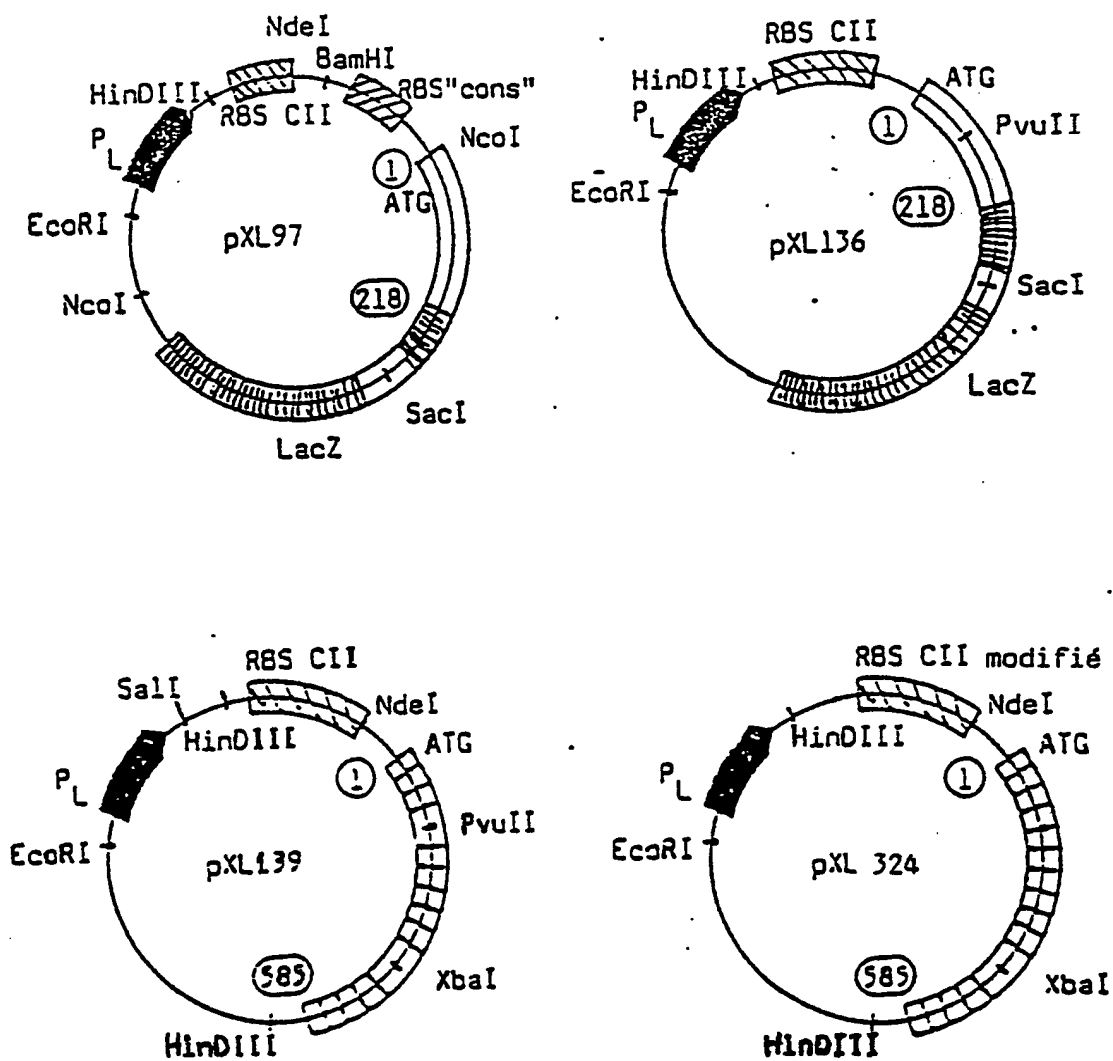 NdeI
BamHI
HinDIII
RBS CII
RBS"cons"
P
L
NcoI
1
ATG
EcoRI
pXL97
218
NcoI
SacI
LacZ
RBS CII
HinDIII
ATG
P
L
1
PvuII
EcoRI
218
pXL136
SacI
LacZ
RBS CII
SalI
NdeI
HinDIII
ATG
P
L
1
PvuII
EcoRI
pXL139
585
XbaI
HinDIII
RBS CII modifié
NdeI
HinDIII
ATG
P
L
1
EcoRI
pXL 324
585
XbaI
HinDIII